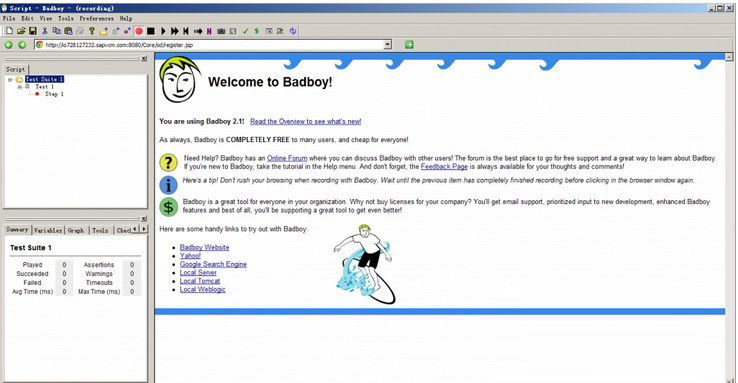 Script - Badboy - (recording)
File Edit View Tools Preferences Help
http://lo728127232.sapvcm.com:8080/Core/sd/register.jsp
Script
Test Suite 1
Test 1
Step 1
Welcome to Badboy!
You are using Badboy 2.1! Read the Overview to see what's new!
As always, Badboy is COMPLETELY FREE to many users, and cheap for everyone!
Need Help? Badboy has an Online Forum where you can discuss Badboy with other users! The forum is the best place to go for free support and a great way to learn about Badboy.
If you're new to Badboy, take the tutorial in the Help menu. And don't forget, the Feedback Page is always available for your thoughts and comments!
Here's a tip! Don't rush your browsing when recording with Badboy. Wait until the previous item has completely finished recording before clicking in the browser window again.
Badboy is a great tool for everyone in your organization. Why not buy licenses for your company? You'll get email support, prioritized input to new development, enhanced Badboy
features and best of all, you'll be supporting a great tool to get even better!
Here are some handy links to try out with Badboy:
Badboy Website
Yahoo!
Google Search Engine
Local Server
Local Tomcat
Local Weblogic
Summary Variables Graph Tools Chec
Test Suite 1
Played 0 Assertions 0
Succeeded 0 Warnings 0
Failed 0 Timeouts 0
Avg Time (ms) 0 Max Time (ms) 0